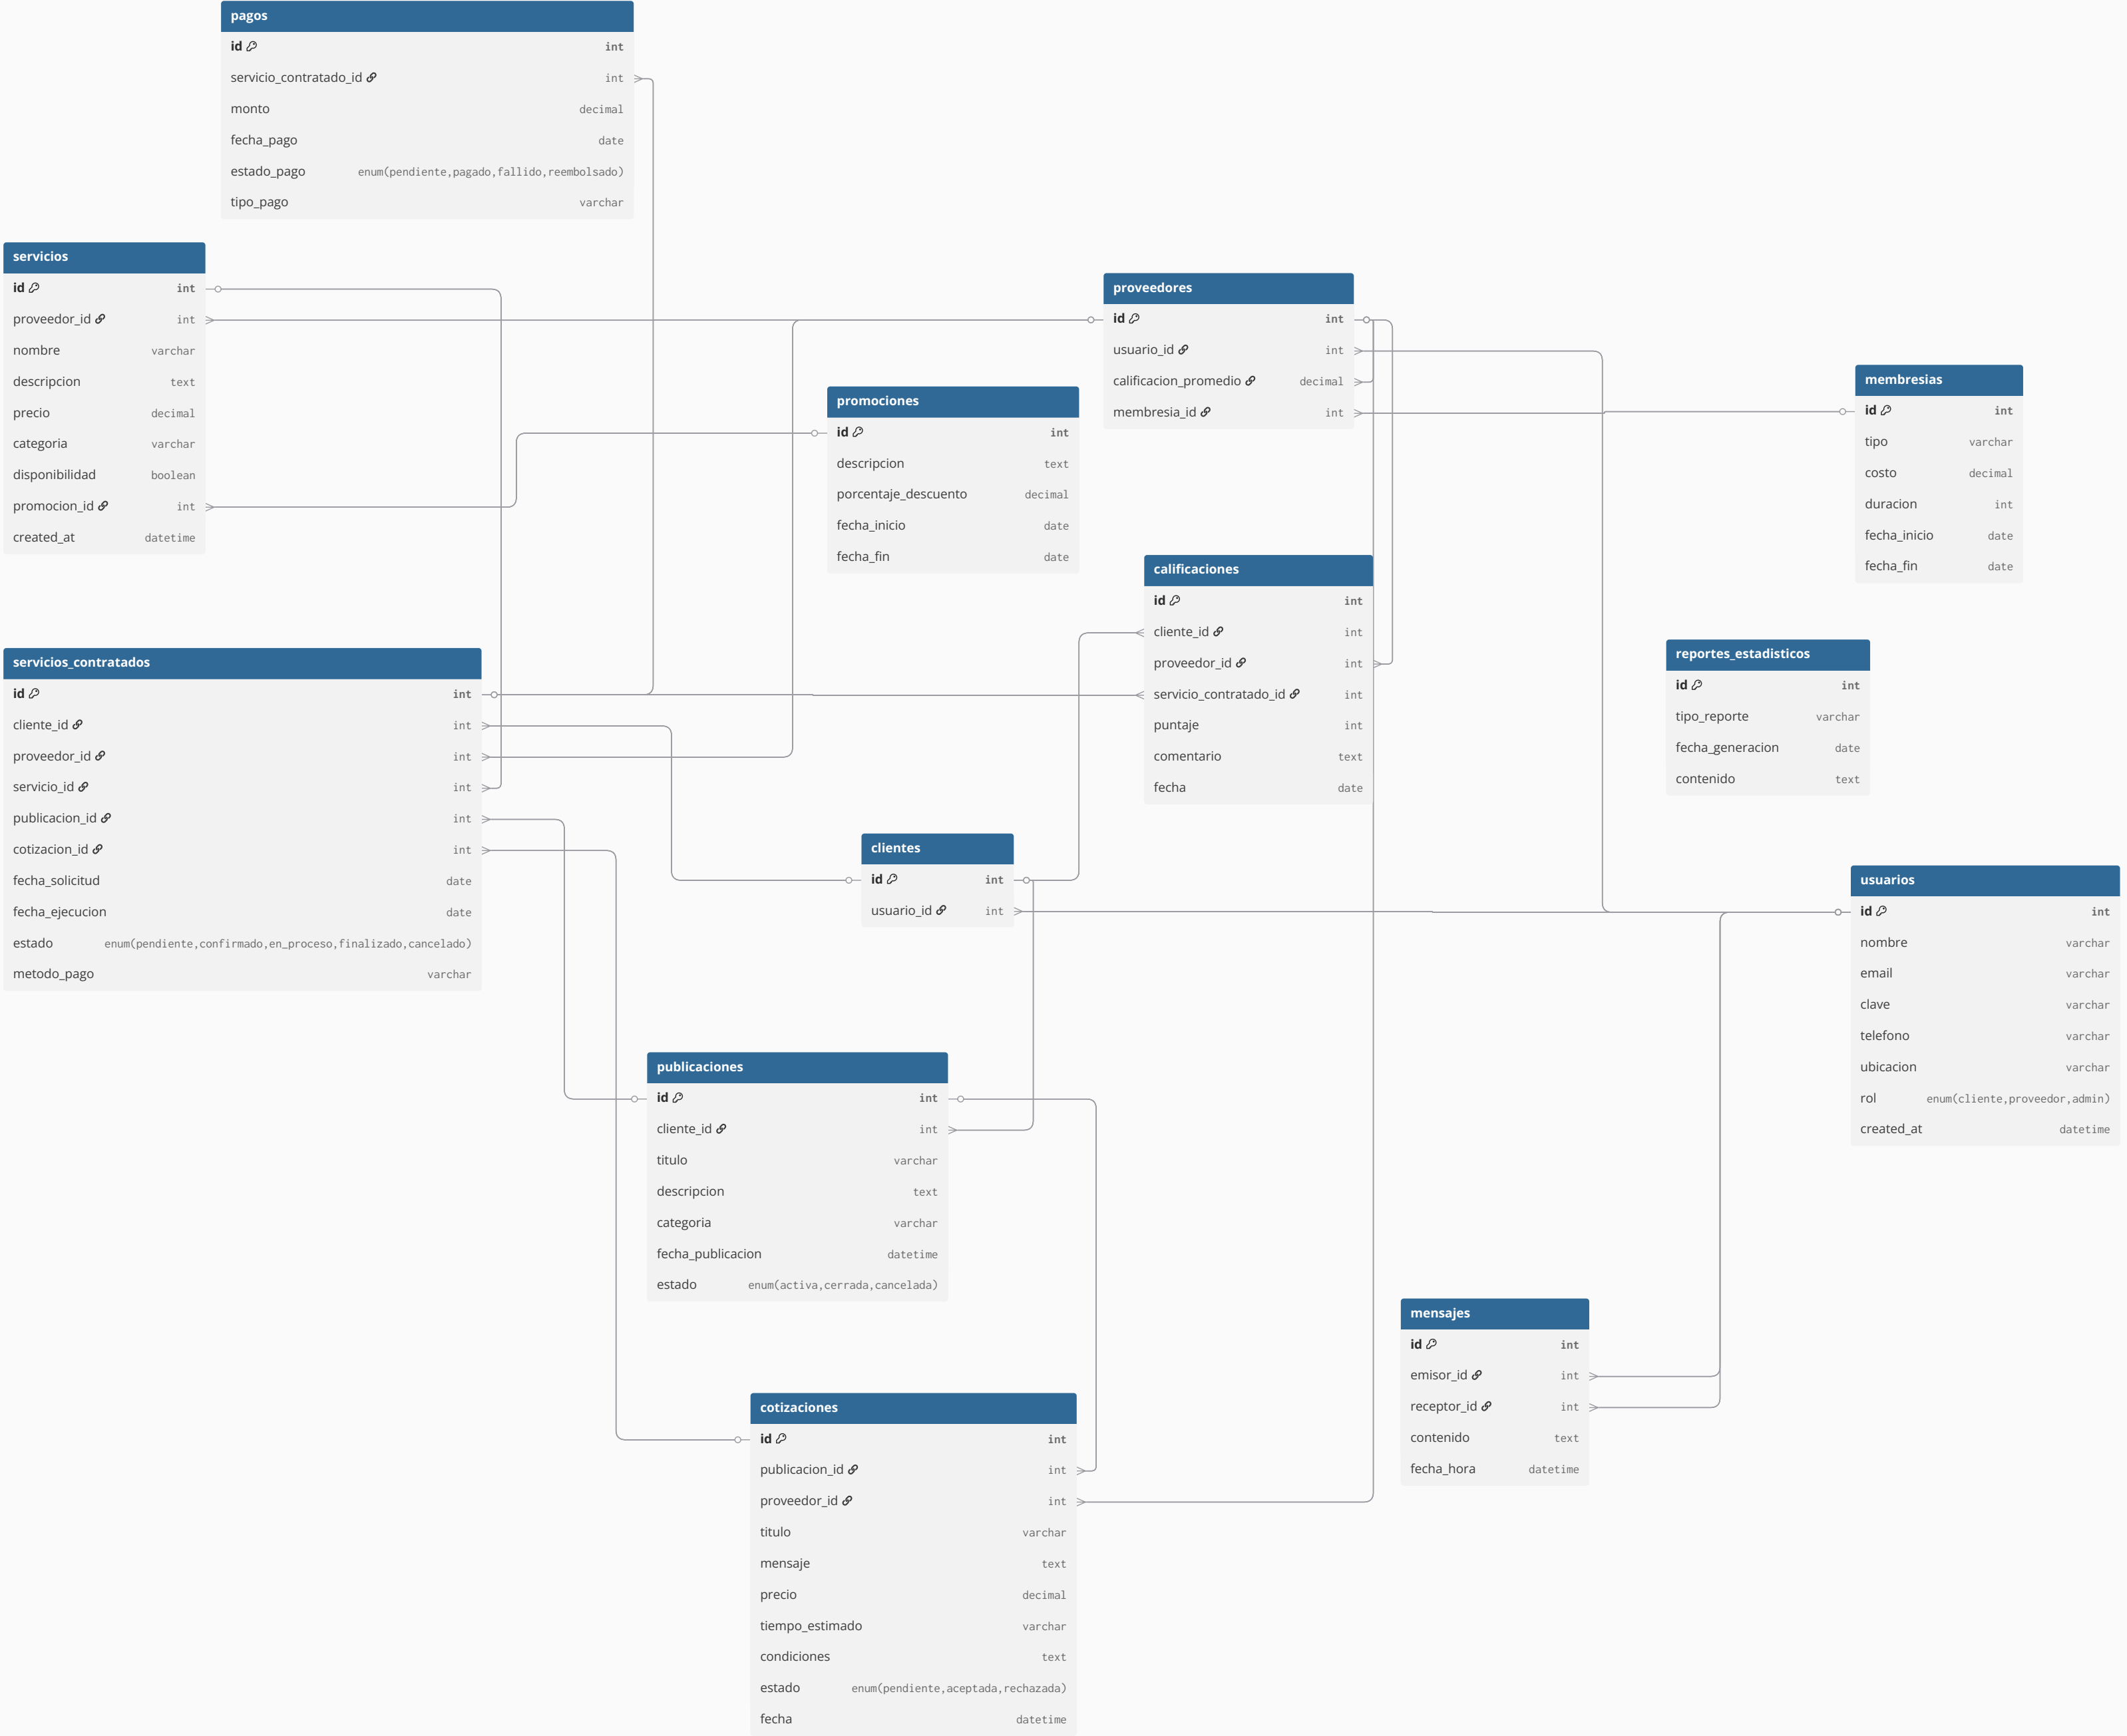 pagos
id int
servicio_contratado_id int
monto decimal
fecha_pago date
estado_pago enum(pendiente,pagado,fallido,reembolsado)
tipo_pago varchar
servicios
id int
proveedor_id int
nombre varchar
descripcion text
precio decimal
categoria varchar
disponibilidad boolean
promocion_id int
created_at datetime
proveedores
id int
usuario_id int
calificacion_promedio decimal
membresia_id int
membresias
id int
tipo varchar
costo decimal
duracion int
fecha_inicio date
fecha_fin date
promociones
id int
descripcion text
porcentaje_descuento decimal
fecha_inicio date
fecha_fin date
calificaciones
id int
cliente_id int
proveedor_id int
servicio_contratado_id int
puntaje int
comentario text
fecha date
reportes_estadisticos
id int
tipo_reporte varchar
fecha_generacion date
contenido text
servicios_contratados
id int
cliente_id int
proveedor_id int
servicio_id int
publicacion_id int
cotizacion_id int
fecha_solicitud date
fecha_ejecucion date
estado enum(pendiente,confirmado,en_proceso,finalizado,cancelado)
metodo_pago varchar
clientes
id int
usuario_id int
usuarios
id int
nombre varchar
email varchar
clave varchar
telefono varchar
ubicacion varchar
rol enum(cliente,proveedor,admin)
created_at datetime
publicaciones
id int
cliente_id int
titulo varchar
descripcion text
categoria varchar
fecha_publicacion datetime
estado enum(activa,cerrada,cancelada)
mensajes
id int
emisor_id int
receptor_id int
contenido text
fecha_hora datetime
cotizaciones
id int
publicacion_id int
proveedor_id int
titulo varchar
mensaje text
precio decimal
tiempo_estimado varchar
condiciones text
estado enum(pendiente,aceptada,rechazada)
fecha datetime